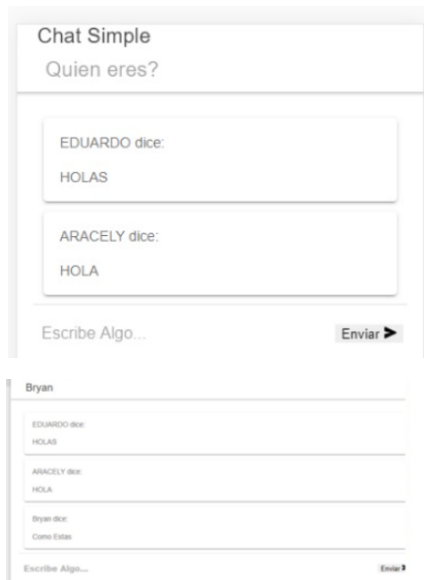 Chat Simple
Quien eres?
EDUARDO dice:
HOLAS
ARACELY dice:
HOLA
Escribe Algo...
Enviar
Bryan
EDUARDO dice:
HOLAS
ARACELY dice:
HOLA
Bryan dice:
Como Estas
Escribe Algo...
Enviar